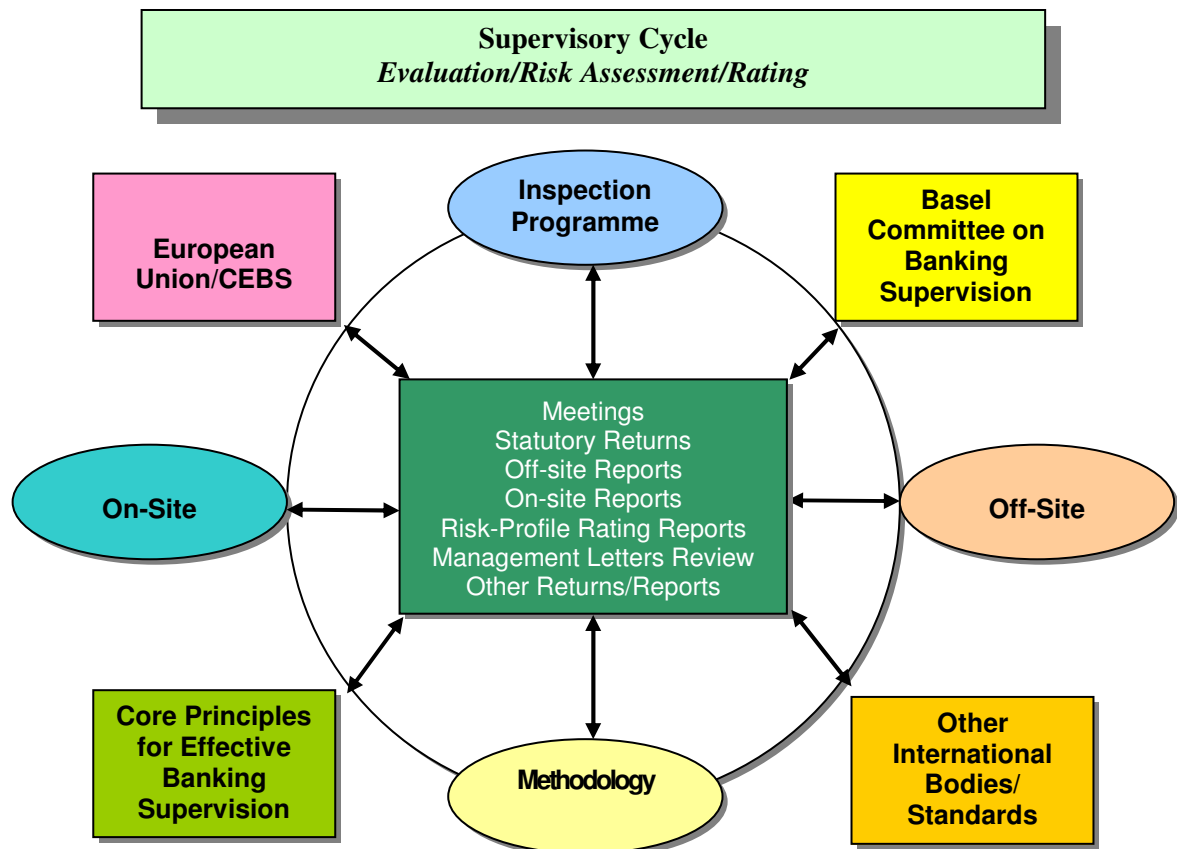 Supervisory Cycle
Evaluation/Risk Assessment/Rating
Inspection
Programme
European
Union/CEBS
Basel
Committee on
Banking
Supervision
Meetings
Statutory Returns
Off-site Reports
On-site Reports
Risk-Profile Rating Reports
Management Letters Review
Other Returns/Reports
On-Site
Off-Site
Core Principles
for Effective
Banking
Supervision
Methodology
Other
International
Bodies/
Standards